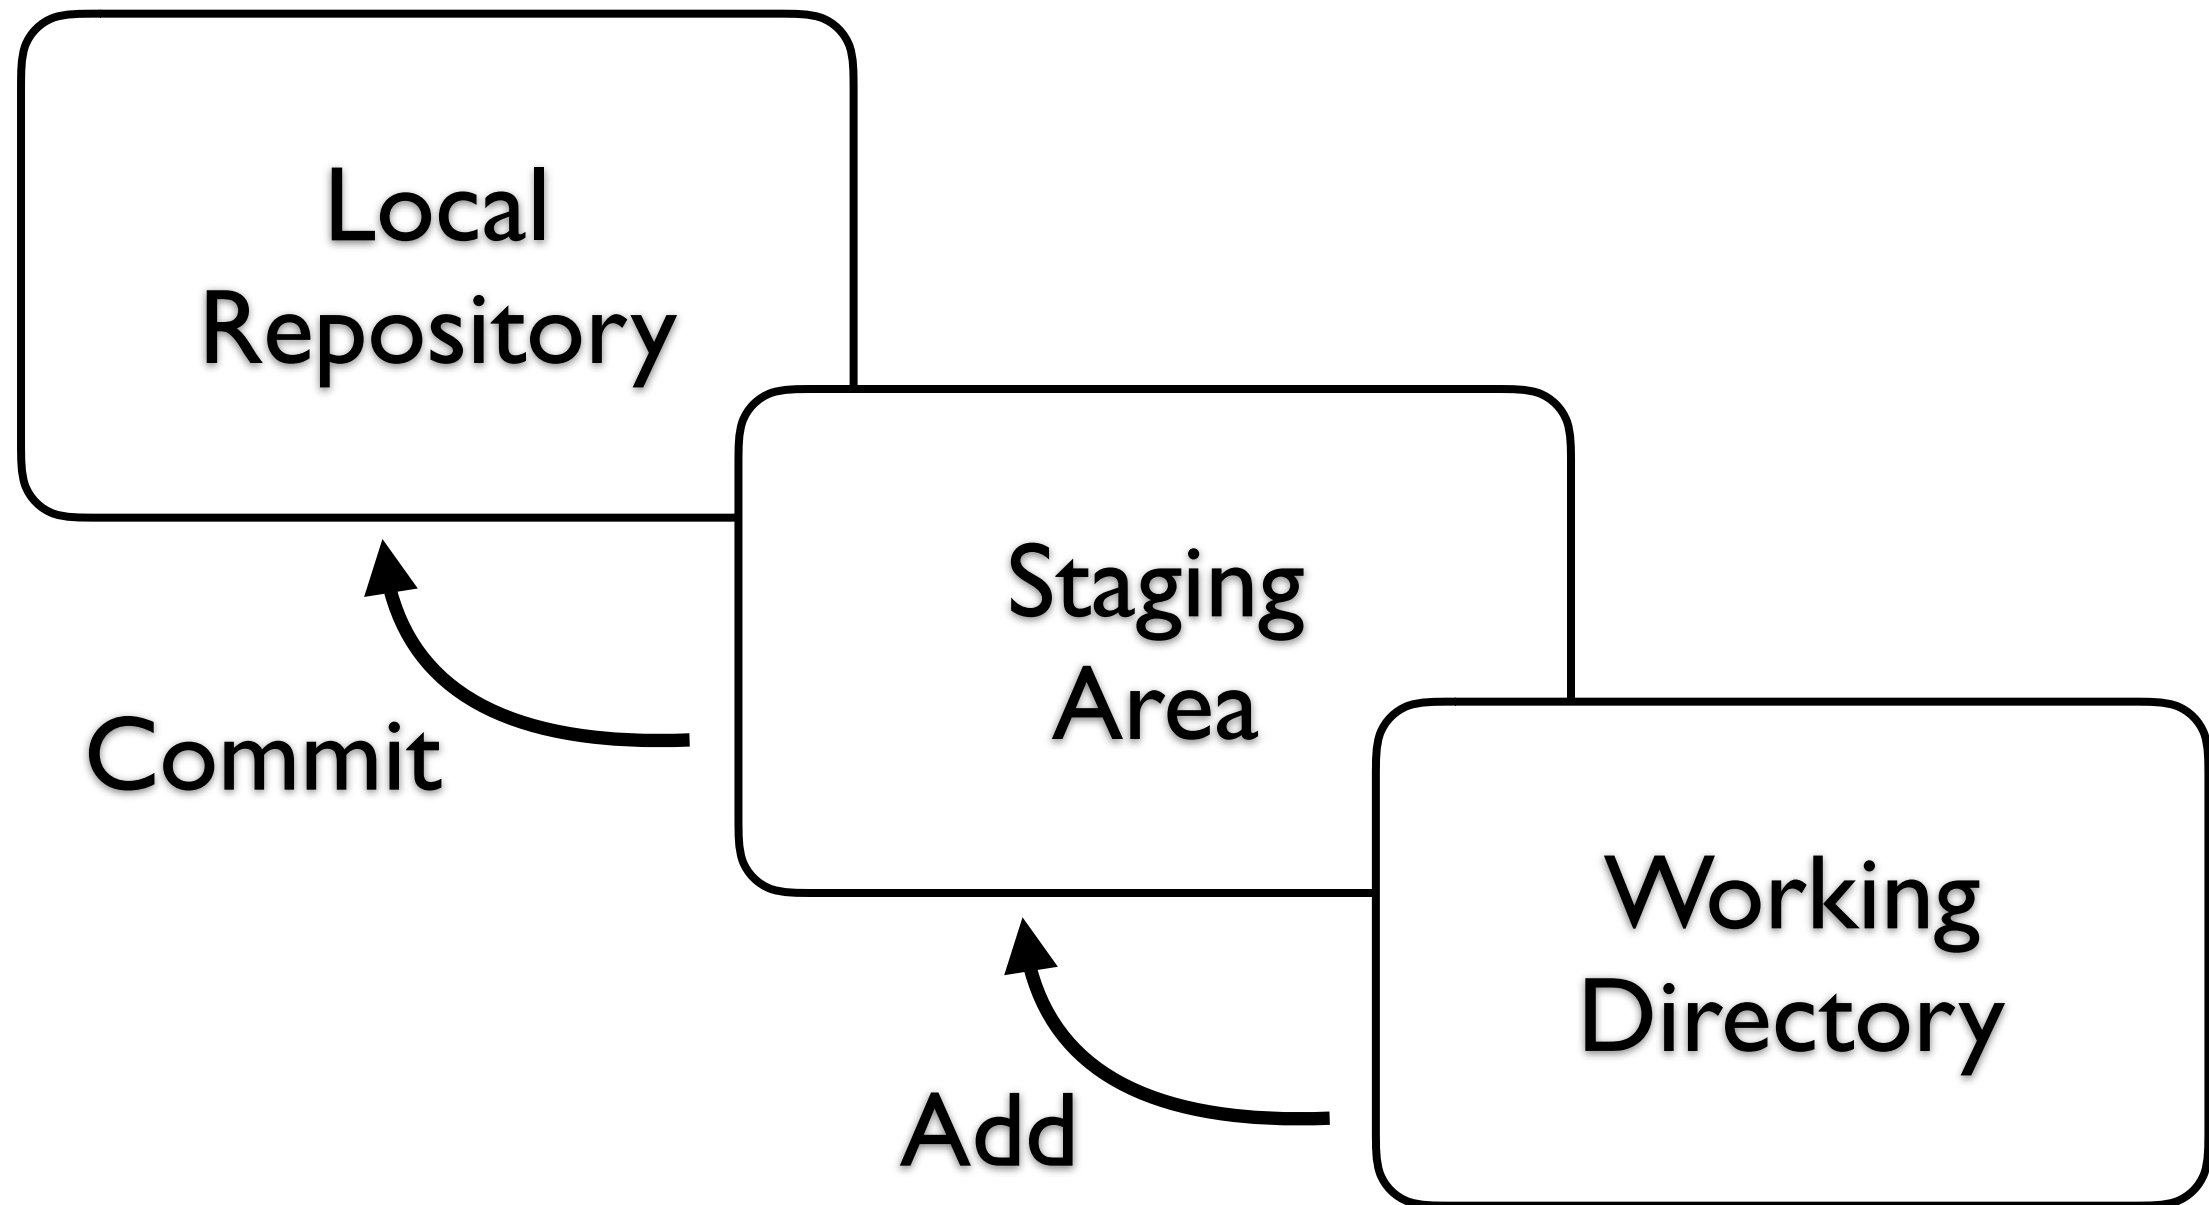 Local
Repository
Staging
Area
Commit
Working
Directory
Add